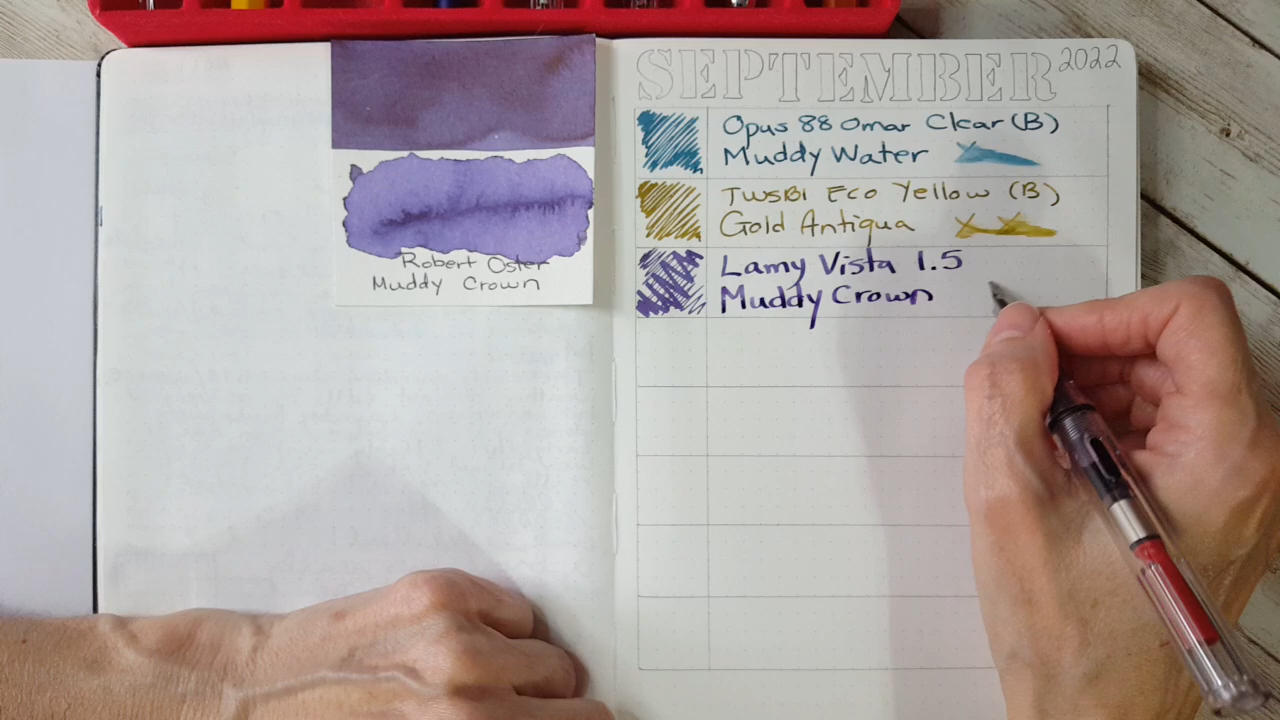 Robert Oster
Muddy Crown
SEPTEMBER 2022
Opus 88 Omar Clear (B)
Muddy Water
TWSBI Eco Yellow (B)
Gold Antiqua
Lamy Vista 1.5
Muddy Crown